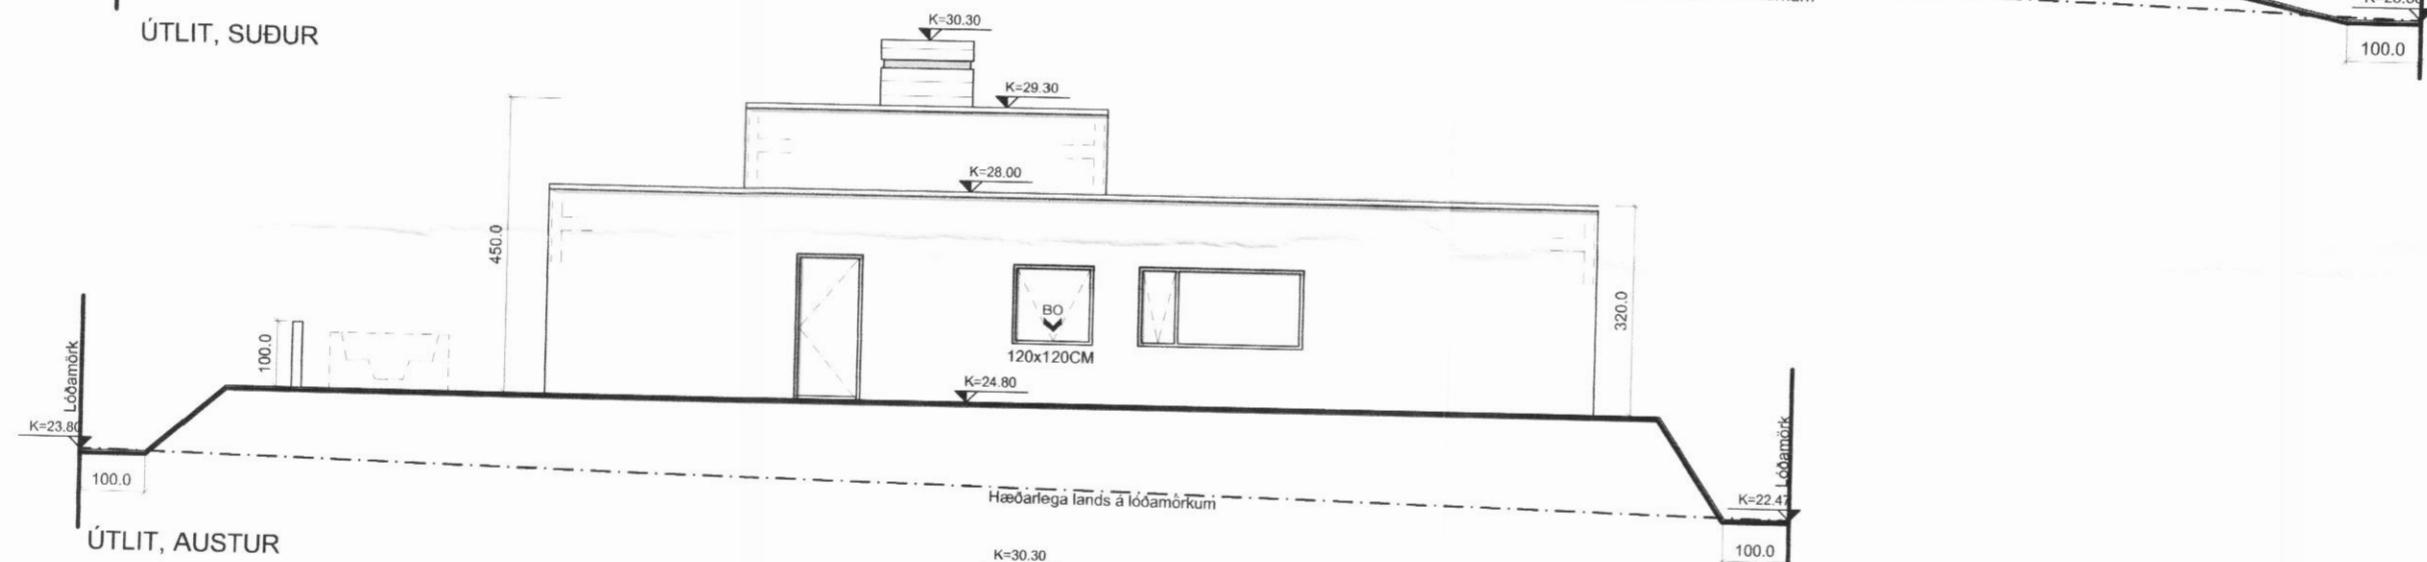 ÚTLIT, SUÐUR
100.0
K=30.30
K=29.30
K=28.00
450.0
320.0
100.0
BO
120x120CM
K=24.80
Lóðamörk
K=23.80
100.0
Hæðarlega lands á lóðamörkum
Lóðamörk
K=22.47
100.0
ÚTLIT, AUSTUR
K=30.30